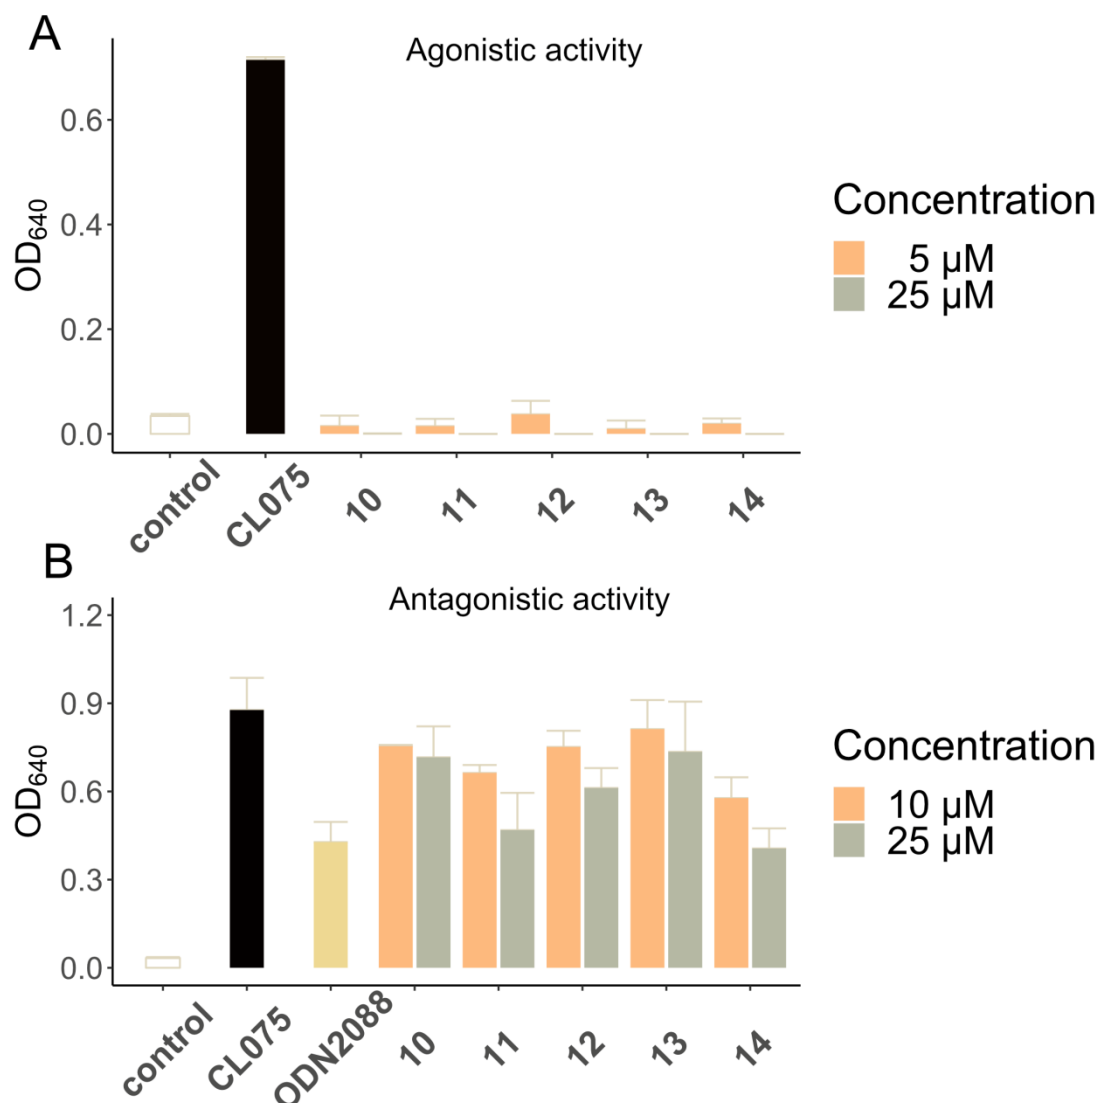 A
Agonistic activity
OD640
0.6
0.4
0.2
0.0
control
CL075
10
11
12
13
14
Concentration
5 µM
25 µM
B
Antagonistic activity
OD640
1.2
0.9
0.6
0.3
0.0
control
CL075
ODN2088
10
11
12
13
14
Concentration
10 µM
25 µM